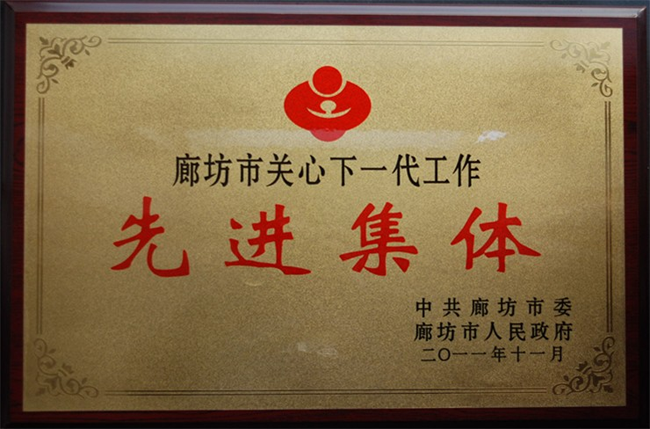 廊坊市关心下一代工作
先进集体
中共廊坊市委
廊坊市人民政府
二〇一一年十一月